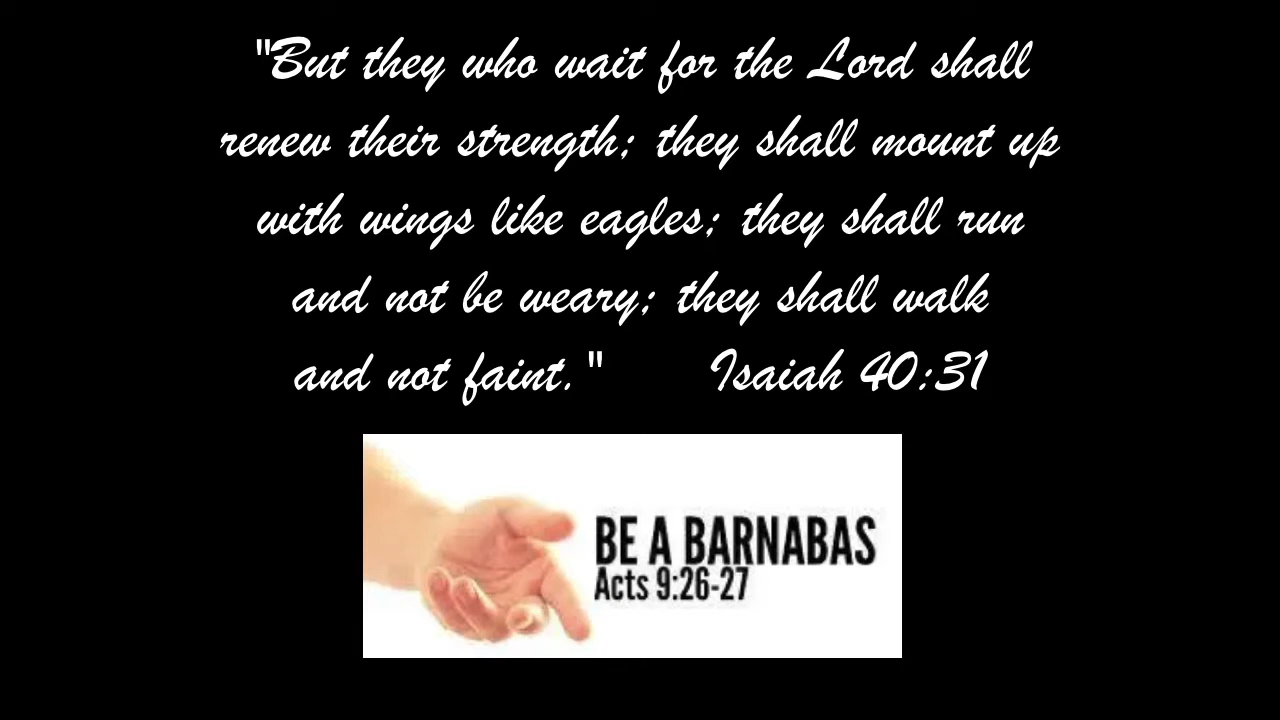 "But they who wait for the Lord shall
renew their strength; they shall mount up
with wings like eagles; they shall run
and not be weary; they shall walk
and not faint." Isaiah 40:31
BE A BARNABAS
Acts 9:26-27